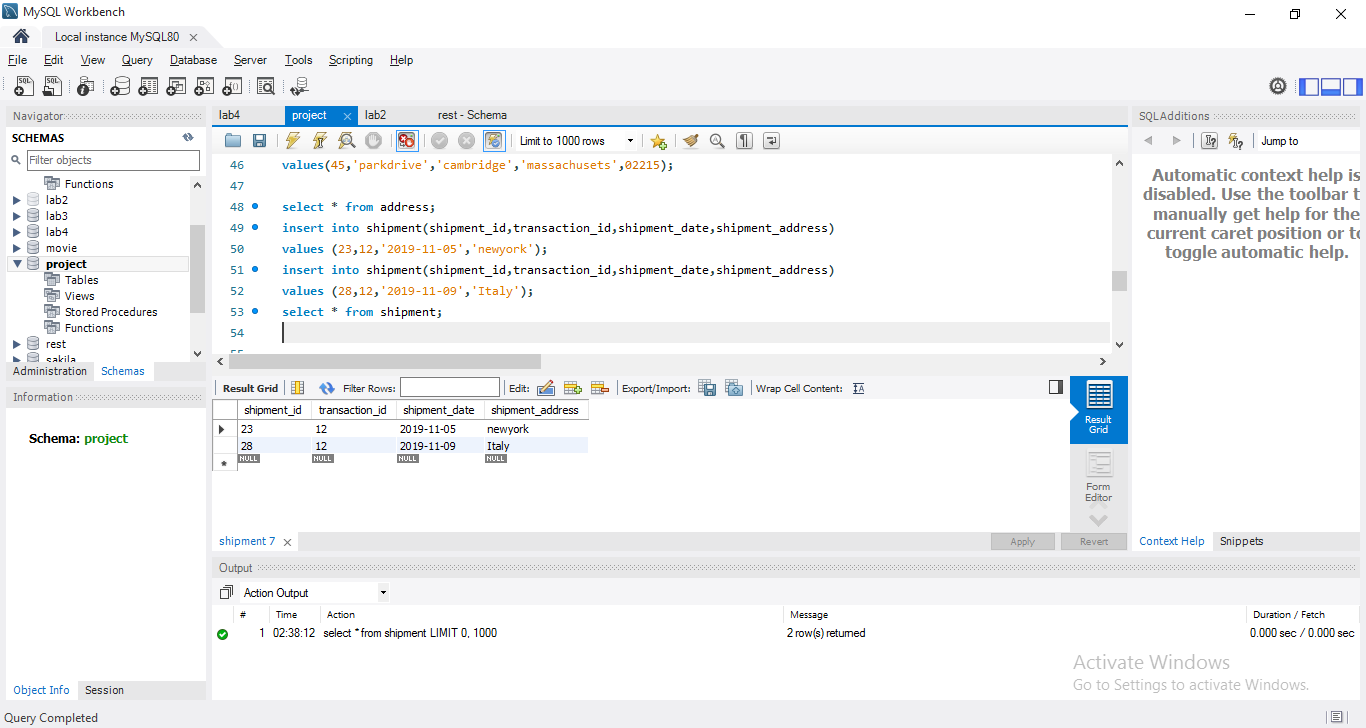 MySQL Workbench
Local instance MySQL80
File Edit View Query Database Server Tools Scripting Help
Navigator
SCHEMAS
Filter objects
Functions
lab2
lab3
lab4
movie
project
Tables
Views
Stored Procedures
Functions
rest
sakila
Administration Schemas
Information
Schema: project
Object Info Session
lab4 project lab2 rest - Schema
Limit to 1000 rows
46 values(45,'parkdrive','cambridge','massachusets',02215);
47
48 select * from address;
49 insert into shipment(shipment_id,transaction_id,shipment_date,shipment_address)
50 values (23,12,'2019-11-05','newyork');
51 insert into shipment(shipment_id,transaction_id,shipment_date,shipment_address)
52 values (28,12,'2019-11-09','Italy');
53 select * from shipment;
54
Result Grid Filter Rows: Edit: Export/Import: Wrap Cell Content:
shipment_id transaction_id shipment_date shipment_address
23 12 2019-11-05 newyork
28 12 2019-11-09 Italy
NULL NULL NULL NULL
Result
Grid
Form
Editor
shipment 7 Apply Revert
SQLAdditions
Jump to
Automatic context help is
disabled. Use the toolbar t
manually get help for the
current caret position or to
toggle automatic help.
Context Help Snippets
Output
Action Output
# Time Action Message Duration / Fetch
1 02:38:12 select * from shipment LIMIT 0, 1000 2 row(s) returned 0.000 sec / 0.000 sec
Activate Windows
Go to Settings to activate Windows.
Query Completed